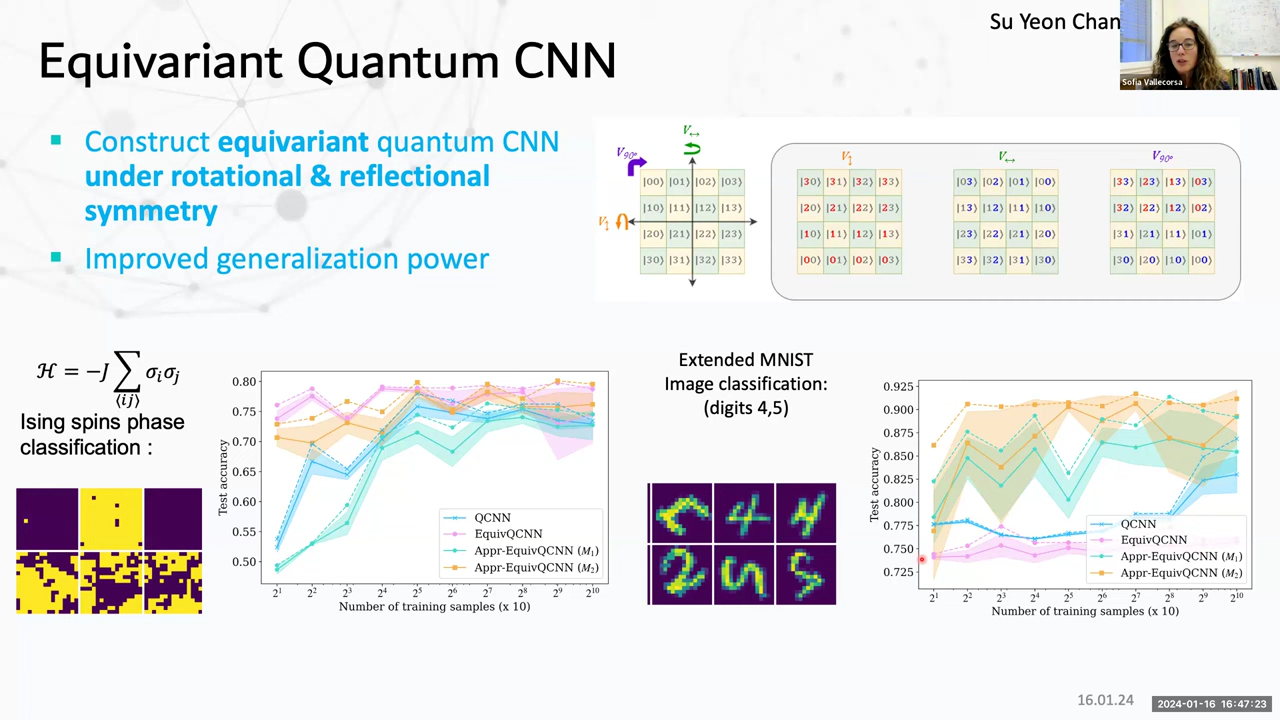 Su Yeon Chan
Sofia Vallecorsa
Equivariant Quantum CNN
▪ Construct equivariant quantum CNN
under rotational & reflectional
symmetry
▪ Improved generalization power
V↔
V90°
V↕
|00⟩ |01⟩ |02⟩ |03⟩
|10⟩ |11⟩ |12⟩ |13⟩
|20⟩ |21⟩ |22⟩ |23⟩
|30⟩ |31⟩ |32⟩ |33⟩
V↕
|30⟩ |31⟩ |32⟩ |33⟩
|20⟩ |21⟩ |22⟩ |23⟩
|10⟩ |11⟩ |12⟩ |13⟩
|00⟩ |01⟩ |02⟩ |03⟩
V↔
|03⟩ |02⟩ |01⟩ |00⟩
|13⟩ |12⟩ |11⟩ |10⟩
|23⟩ |22⟩ |21⟩ |20⟩
|33⟩ |32⟩ |31⟩ |30⟩
V90°
|33⟩ |23⟩ |13⟩ |03⟩
|32⟩ |22⟩ |12⟩ |02⟩
|31⟩ |21⟩ |11⟩ |01⟩
|30⟩ |20⟩ |10⟩ |00⟩
ℋ = −J ∑⟨ij⟩ σiσj
Ising spins phase
classification :
Test accuracy
0.80
0.75
0.70
0.65
0.60
0.55
0.50
QCNN
EquivQCNN
Appr-EquivQCNN (M1)
Appr-EquivQCNN (M2)
2¹ 2² 2³ 2⁴ 2⁵ 2⁶ 2⁷ 2⁸ 2⁹ 2¹⁰
Number of training samples (x 10)
Extended MNIST
Image classification:
(digits 4,5)
Test accuracy
0.925
0.900
0.875
0.850
0.825
0.800
0.775
0.750
0.725
QCNN
EquivQCNN
Appr-EquivQCNN (M1)
Appr-EquivQCNN (M2)
2¹ 2² 2³ 2⁴ 2⁵ 2⁶ 2⁷ 2⁸ 2⁹ 2¹⁰
Number of training samples (x 10)
16.01.24
2024-01-16 16:47:23